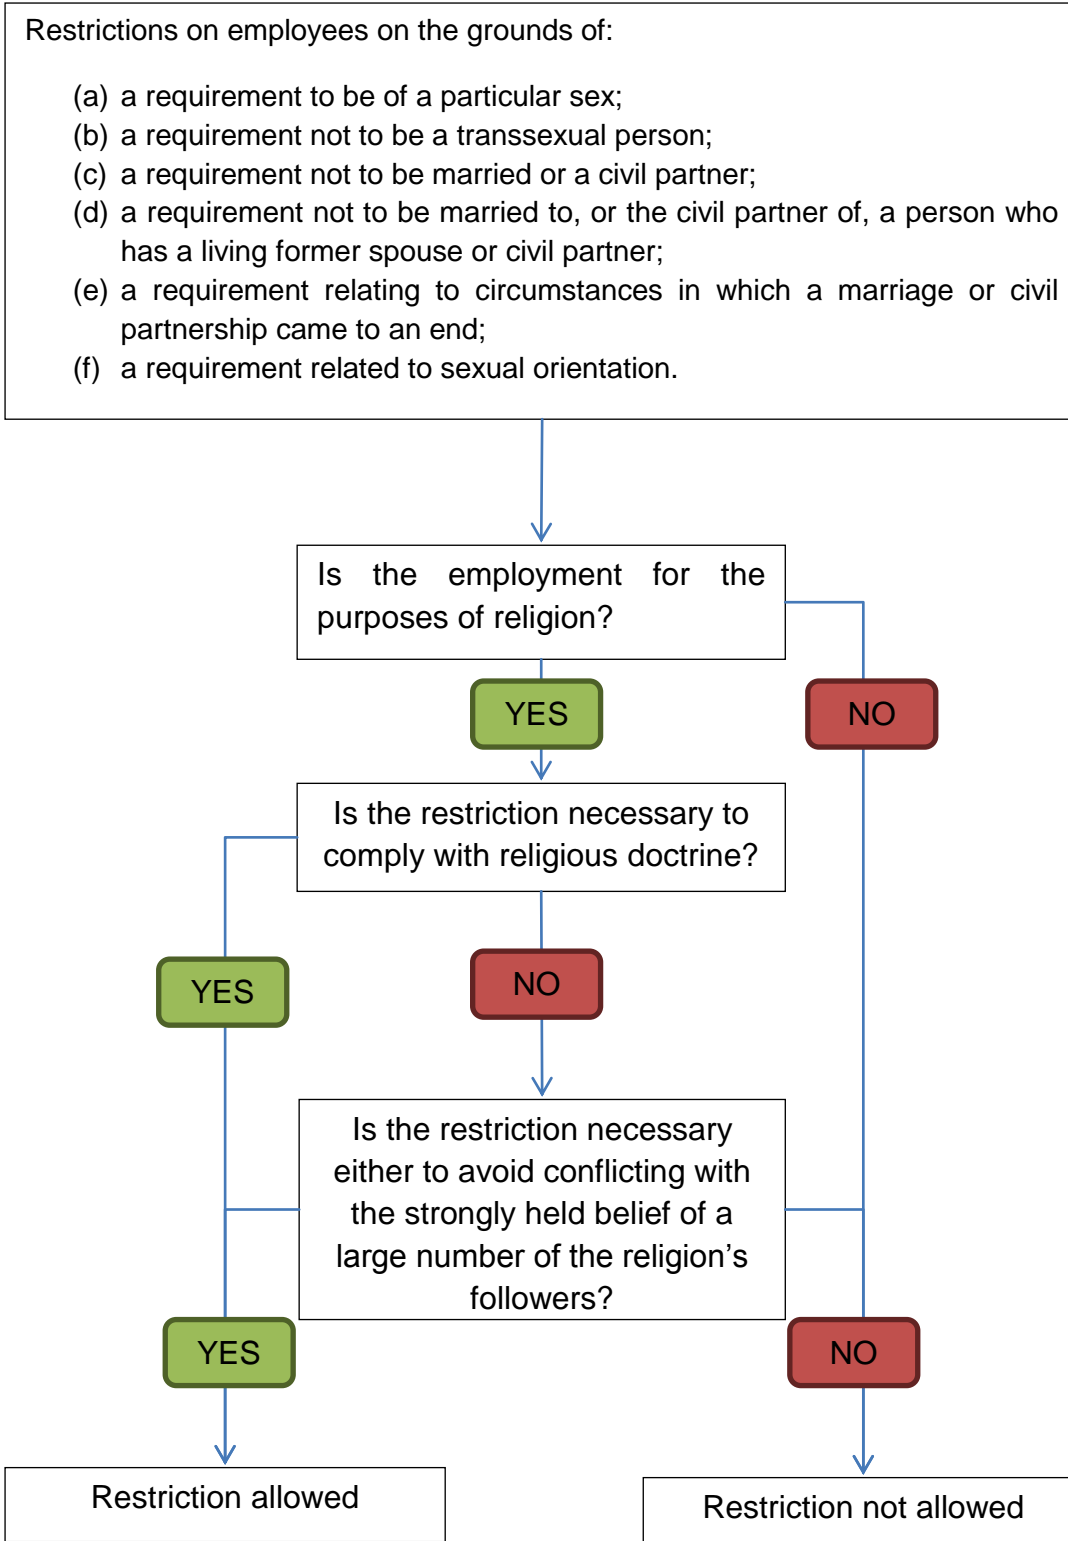 Restrictions on employees on the grounds of:
(a) a requirement to be of a particular sex;
(b) a requirement not to be a transsexual person;
(c) a requirement not to be married or a civil partner;
(d) a requirement not to be married to, or the civil partner of, a person who
has a living former spouse or civil partner;
(e) a requirement relating to circumstances in which a marriage or civil
partnership came to an end;
(f) a requirement related to sexual orientation.
Is the employment for the
purposes of religion?
YES
NO
Is the restriction necessary to
comply with religious doctrine?
YES
NO
Is the restriction necessary
either to avoid conflicting with
the strongly held belief of a
large number of the religion’s
followers?
YES
NO
Restriction allowed
Restriction not allowed